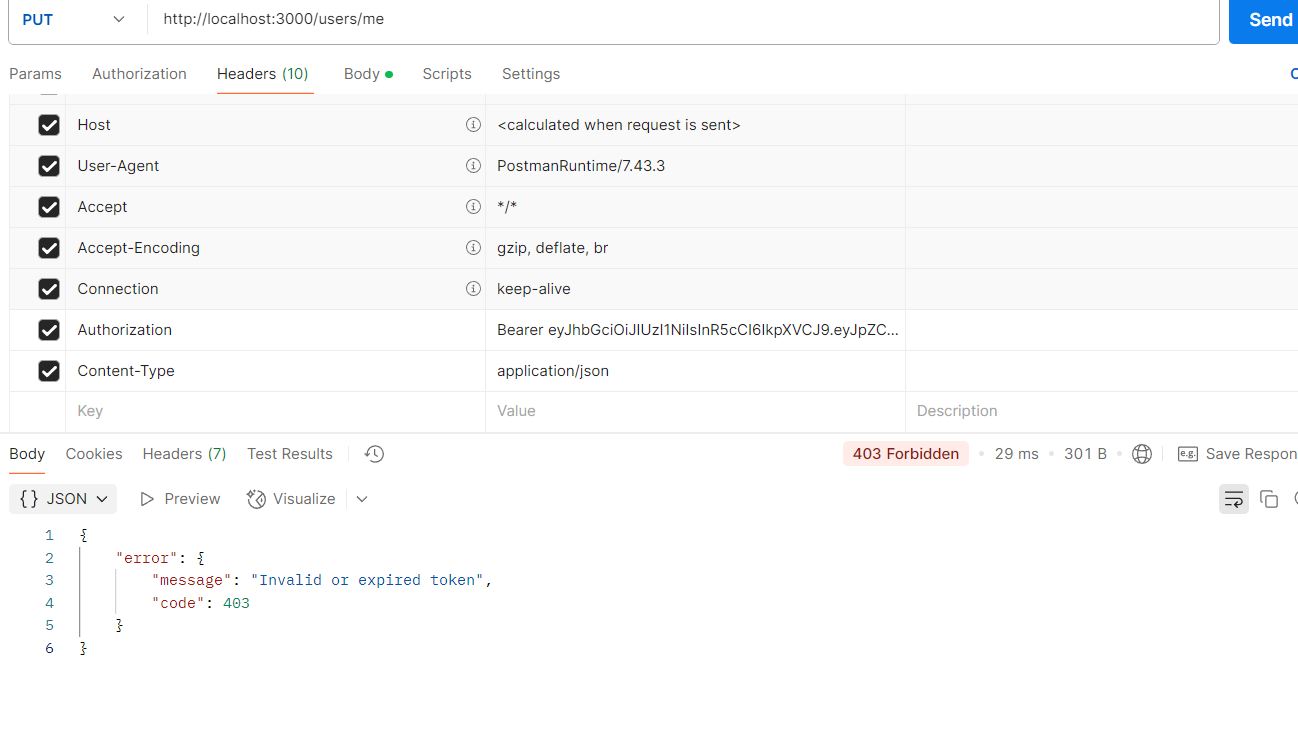 PUT http://localhost:3000/users/me Send
Params Authorization Headers (10) Body Scripts Settings
Host <calculated when request is sent>
User-Agent PostmanRuntime/7.43.3
Accept */*
Accept-Encoding gzip, deflate, br
Connection keep-alive
Authorization Bearer eyJhbGciOiJIUzI1NiIsInR5cCI6IkpXVCJ9.eyJpZC...
Content-Type application/json
Key Value Description
Body Cookies Headers (7) Test Results 403 Forbidden 29 ms 301 B e.g. Save Respon
{} JSON Preview Visualize
1 {
2 "error": {
3 "message": "Invalid or expired token",
4 "code": 403
5 }
6 }